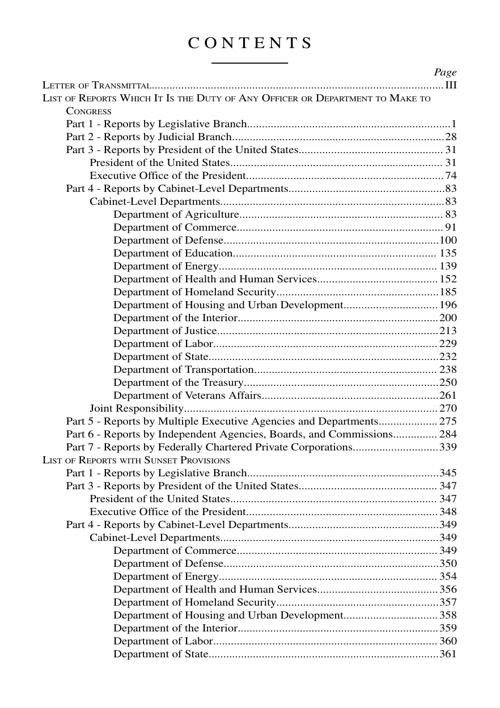 CONTENTS
Page
LETTER OF TRANSMITTAL....................................................................................................III
LIST OF REPORTS WHICH IT IS THE DUTY OF ANY OFFICER OR DEPARTMENT TO MAKE TO
CONGRESS
Part 1 - Reports by Legislative Branch....................................................................1
Part 2 - Reports by Judicial Branch.......................................................................28
Part 3 - Reports by President of the United States................................................. 31
President of the United States........................................................................ 31
Executive Office of the President...................................................................74
Part 4 - Reports by Cabinet-Level Departments.....................................................83
Cabinet-Level Departments...........................................................................83
Department of Agriculture..................................................................... 83
Department of Commerce...................................................................... 91
Department of Defense.........................................................................100
Department of Education...................................................................... 135
Department of Energy.......................................................................... 139
Department of Health and Human Services......................................... 152
Department of Homeland Security.......................................................185
Department of Housing and Urban Development................................ 196
Department of the Interior....................................................................200
Department of Justice...........................................................................213
Department of Labor............................................................................229
Department of State..............................................................................232
Department of Transportation.............................................................. 238
Department of the Treasury..................................................................250
Department of Veterans Affairs............................................................261
Joint Responsibility......................................................................................270
Part 5 - Reports by Multiple Executive Agencies and Departments.................... 275
Part 6 - Reports by Independent Agencies, Boards, and Commissions............... 284
Part 7 - Reports by Federally Chartered Private Corporations.............................339
LIST OF REPORTS WITH SUNSET PROVISIONS
Part 1 - Reports by Legislative Branch................................................................345
Part 3 - Reports by President of the United States............................................... 347
President of the United States...................................................................... 347
Executive Office of the President.................................................................348
Part 4 - Reports by Cabinet-Level Departments...................................................349
Cabinet-Level Departments.........................................................................349
Department of Commerce.................................................................... 349
Department of Defense.........................................................................350
Department of Energy.......................................................................... 354
Department of Health and Human Services.........................................356
Department of Homeland Security.......................................................357
Department of Housing and Urban Development................................358
Department of the Interior....................................................................359
Department of Labor............................................................................ 360
Department of State..............................................................................361